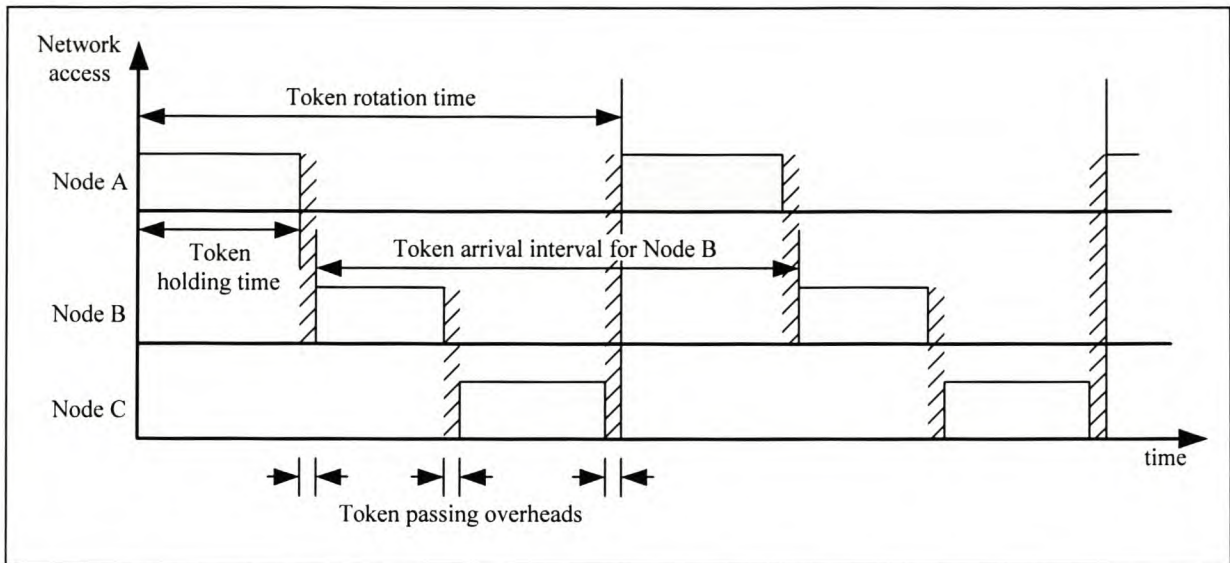 Network
access
Token rotation time
Node A
Token
holding time
Token arrival interval for Node B
Node B
Node C
time
Token passing overheads